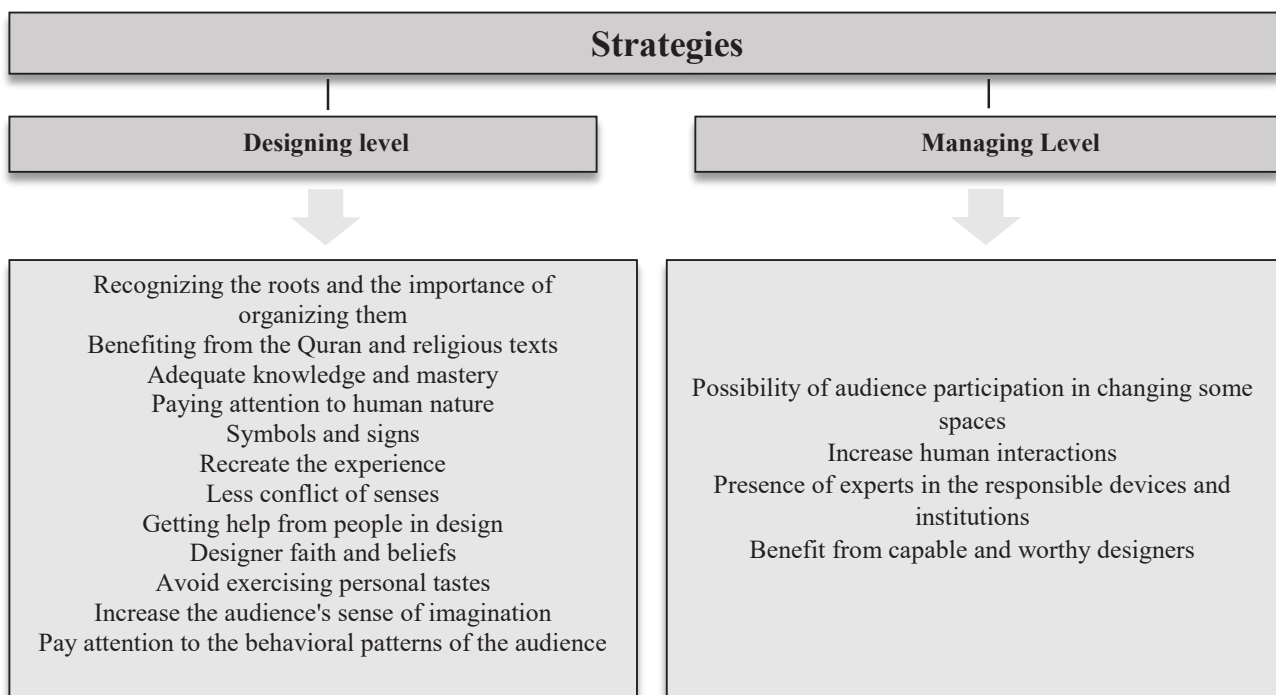 Strategies
Designing level
Managing Level
Recognizing the roots and the importance of
organizing them
Benefiting from the Quran and religious texts
Adequate knowledge and mastery
Paying attention to human nature
Symbols and signs
Recreate the experience
Less conflict of senses
Getting help from people in design
Designer faith and beliefs
Avoid exercising personal tastes
Increase the audience's sense of imagination
Pay attention to the behavioral patterns of the audience
Possibility of audience participation in changing some
spaces
Increase human interactions
Presence of experts in the responsible devices and
institutions
Benefit from capable and worthy designers